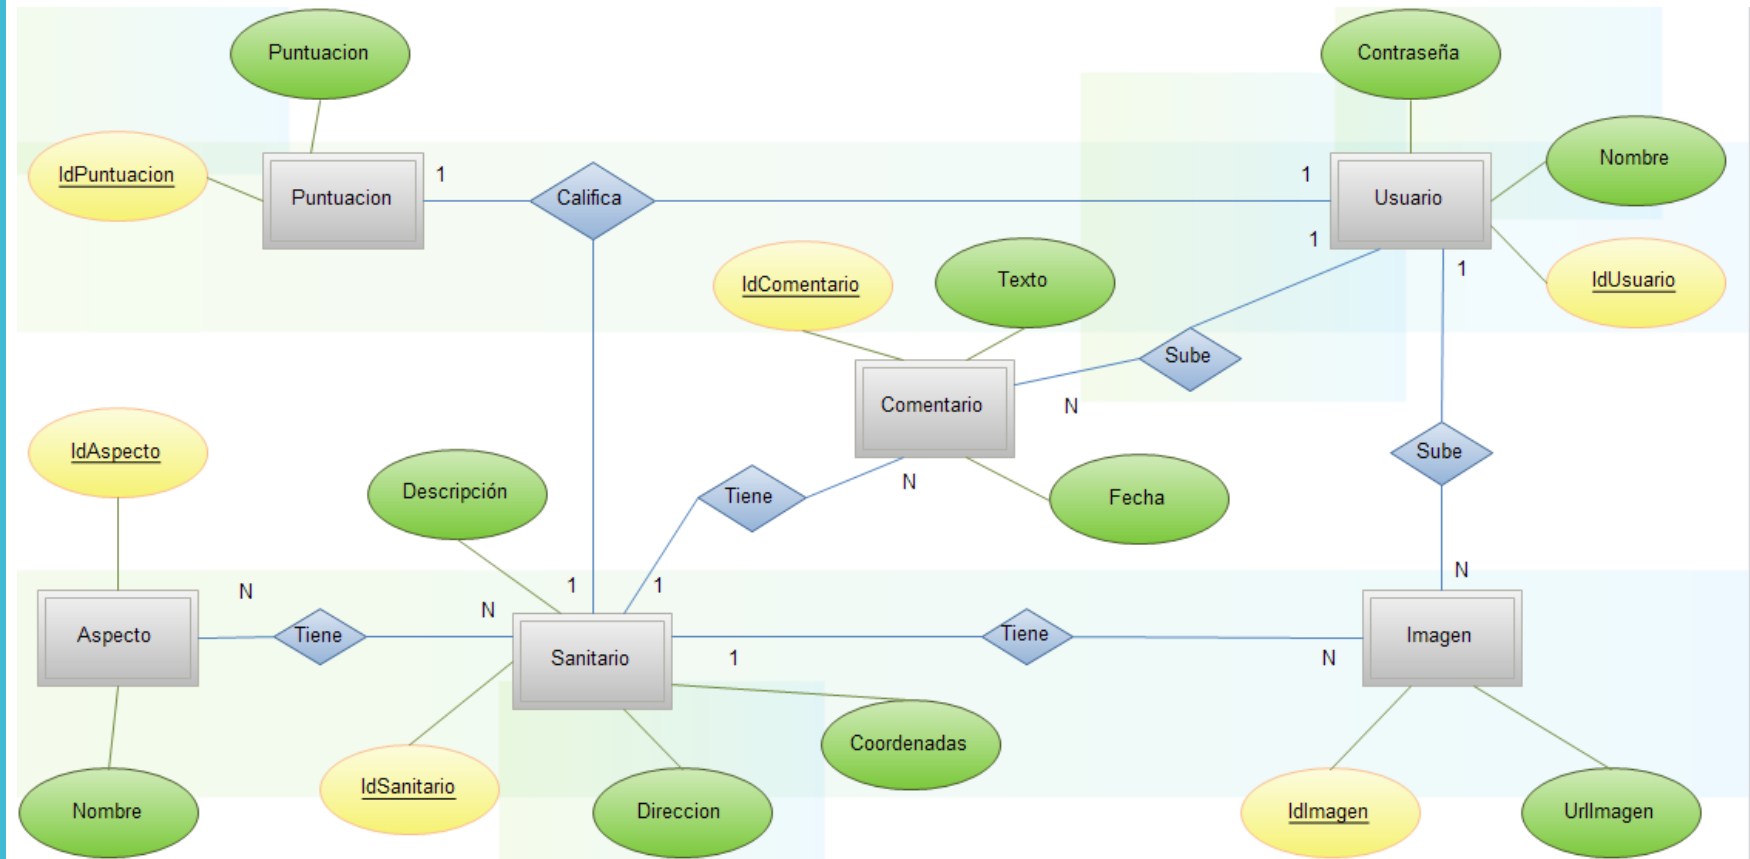 Puntuacion
Contraseña
IdPuntuacion
Nombre
Puntuacion
1
Califica
1
Usuario
1
1
IdComentario
Texto
IdUsuario
Sube
Comentario
N
Sube
IdAspecto
Descripción
Tiene
N
Fecha
N
N
1
1
N
Aspecto
Tiene
Sanitario
1
Tiene
N
Imagen
Coordenadas
IdSanitario
Nombre
Direccion
IdImagen
UrlImagen